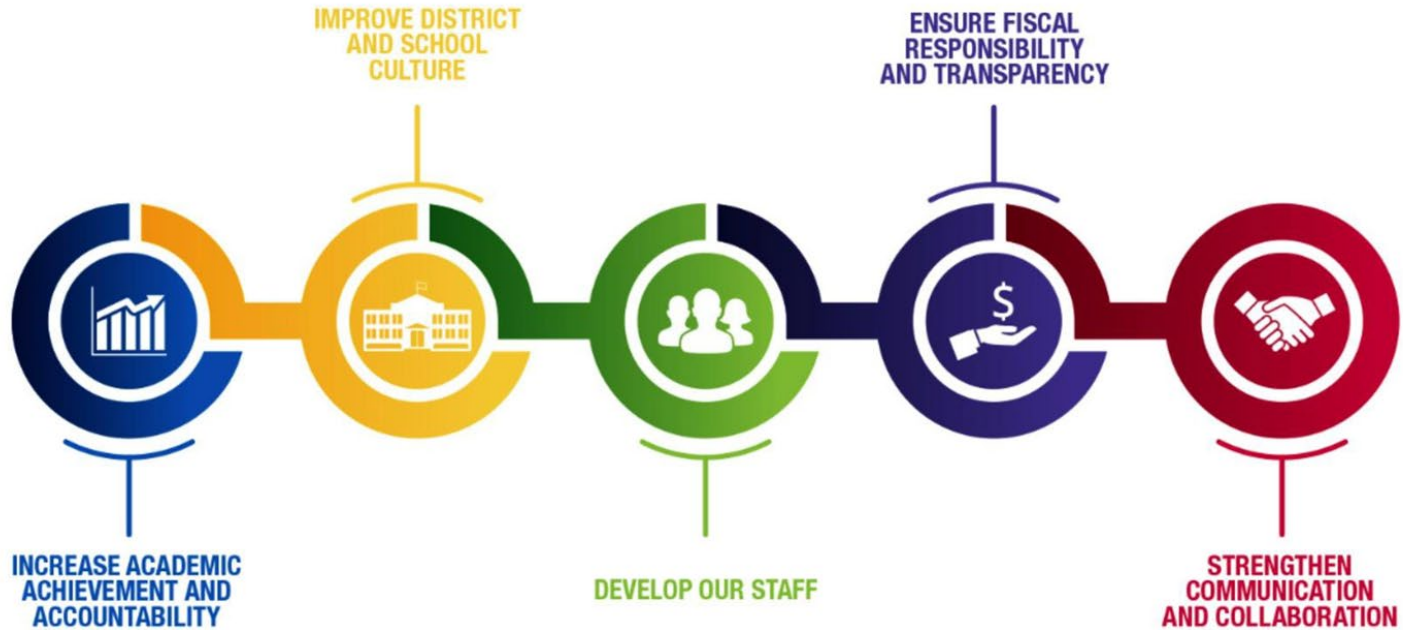 IMPROVE DISTRICT
AND SCHOOL
CULTURE
ENSURE FISCAL
RESPONSIBILITY
AND TRANSPARENCY
$
INCREASE ACADEMIC
ACHIEVEMENT AND
ACCOUNTABILITY
DEVELOP OUR STAFF
STRENGTHEN
COMMUNICATION
AND COLLABORATION